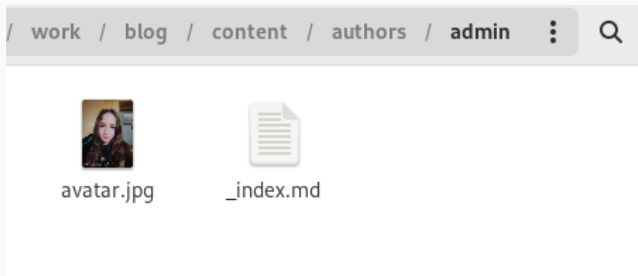 / work / blog / content / authors / admin
avatar.jpg
_index.md